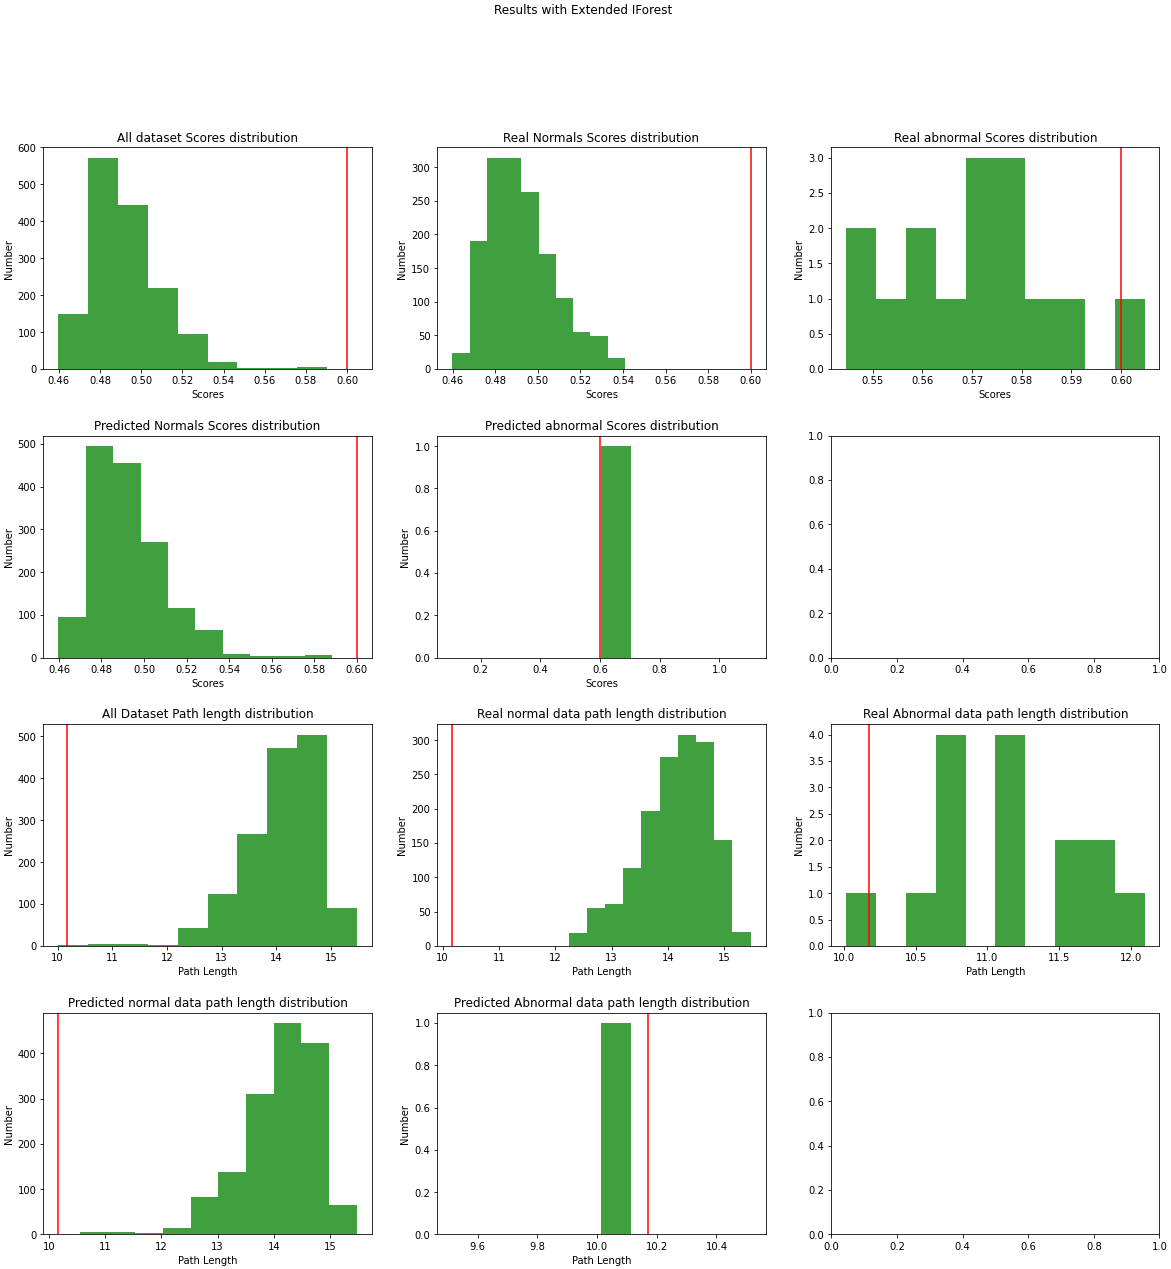 Results with Extended IForest
All dataset Scores distribution
Number
600
500
400
300
200
100
0
0.46 0.48 0.50 0.52 0.54 0.56 0.58 0.60
Scores
Real Normals Scores distribution
Number
300
250
200
150
100
50
0
0.46 0.48 0.50 0.52 0.54 0.56 0.58 0.60
Scores
Real abnormal Scores distribution
Number
3.0
2.5
2.0
1.5
1.0
0.5
0.0
0.55 0.56 0.57 0.58 0.59 0.60
Scores
Predicted Normals Scores distribution
Number
500
400
300
200
100
0
0.46 0.48 0.50 0.52 0.54 0.56 0.58 0.60
Scores
Predicted abnormal Scores distribution
Number
1.0
0.8
0.6
0.4
0.2
0.0
0.2 0.4 0.6 0.8 1.0
Scores
1.0
0.8
0.6
0.4
0.2
0.0
0.0 0.2 0.4 0.6 0.8 1.0
All Dataset Path length distribution
Number
500
400
300
200
100
0
10 11 12 13 14 15
Path Length
Real normal data path length distribution
Number
300
250
200
150
100
50
0
10 11 12 13 14 15
Path Length
Real Abnormal data path length distribution
Number
4.0
3.5
3.0
2.5
2.0
1.5
1.0
0.5
0.0
10.0 10.5 11.0 11.5 12.0
Path Length
Predicted normal data path length distribution
Number
400
300
200
100
0
10 11 12 13 14 15
Path Length
Predicted Abnormal data path length distribution
Number
1.0
0.8
0.6
0.4
0.2
0.0
9.6 9.8 10.0 10.2 10.4
Path Length
1.0
0.8
0.6
0.4
0.2
0.0
0.0 0.2 0.4 0.6 0.8 1.0